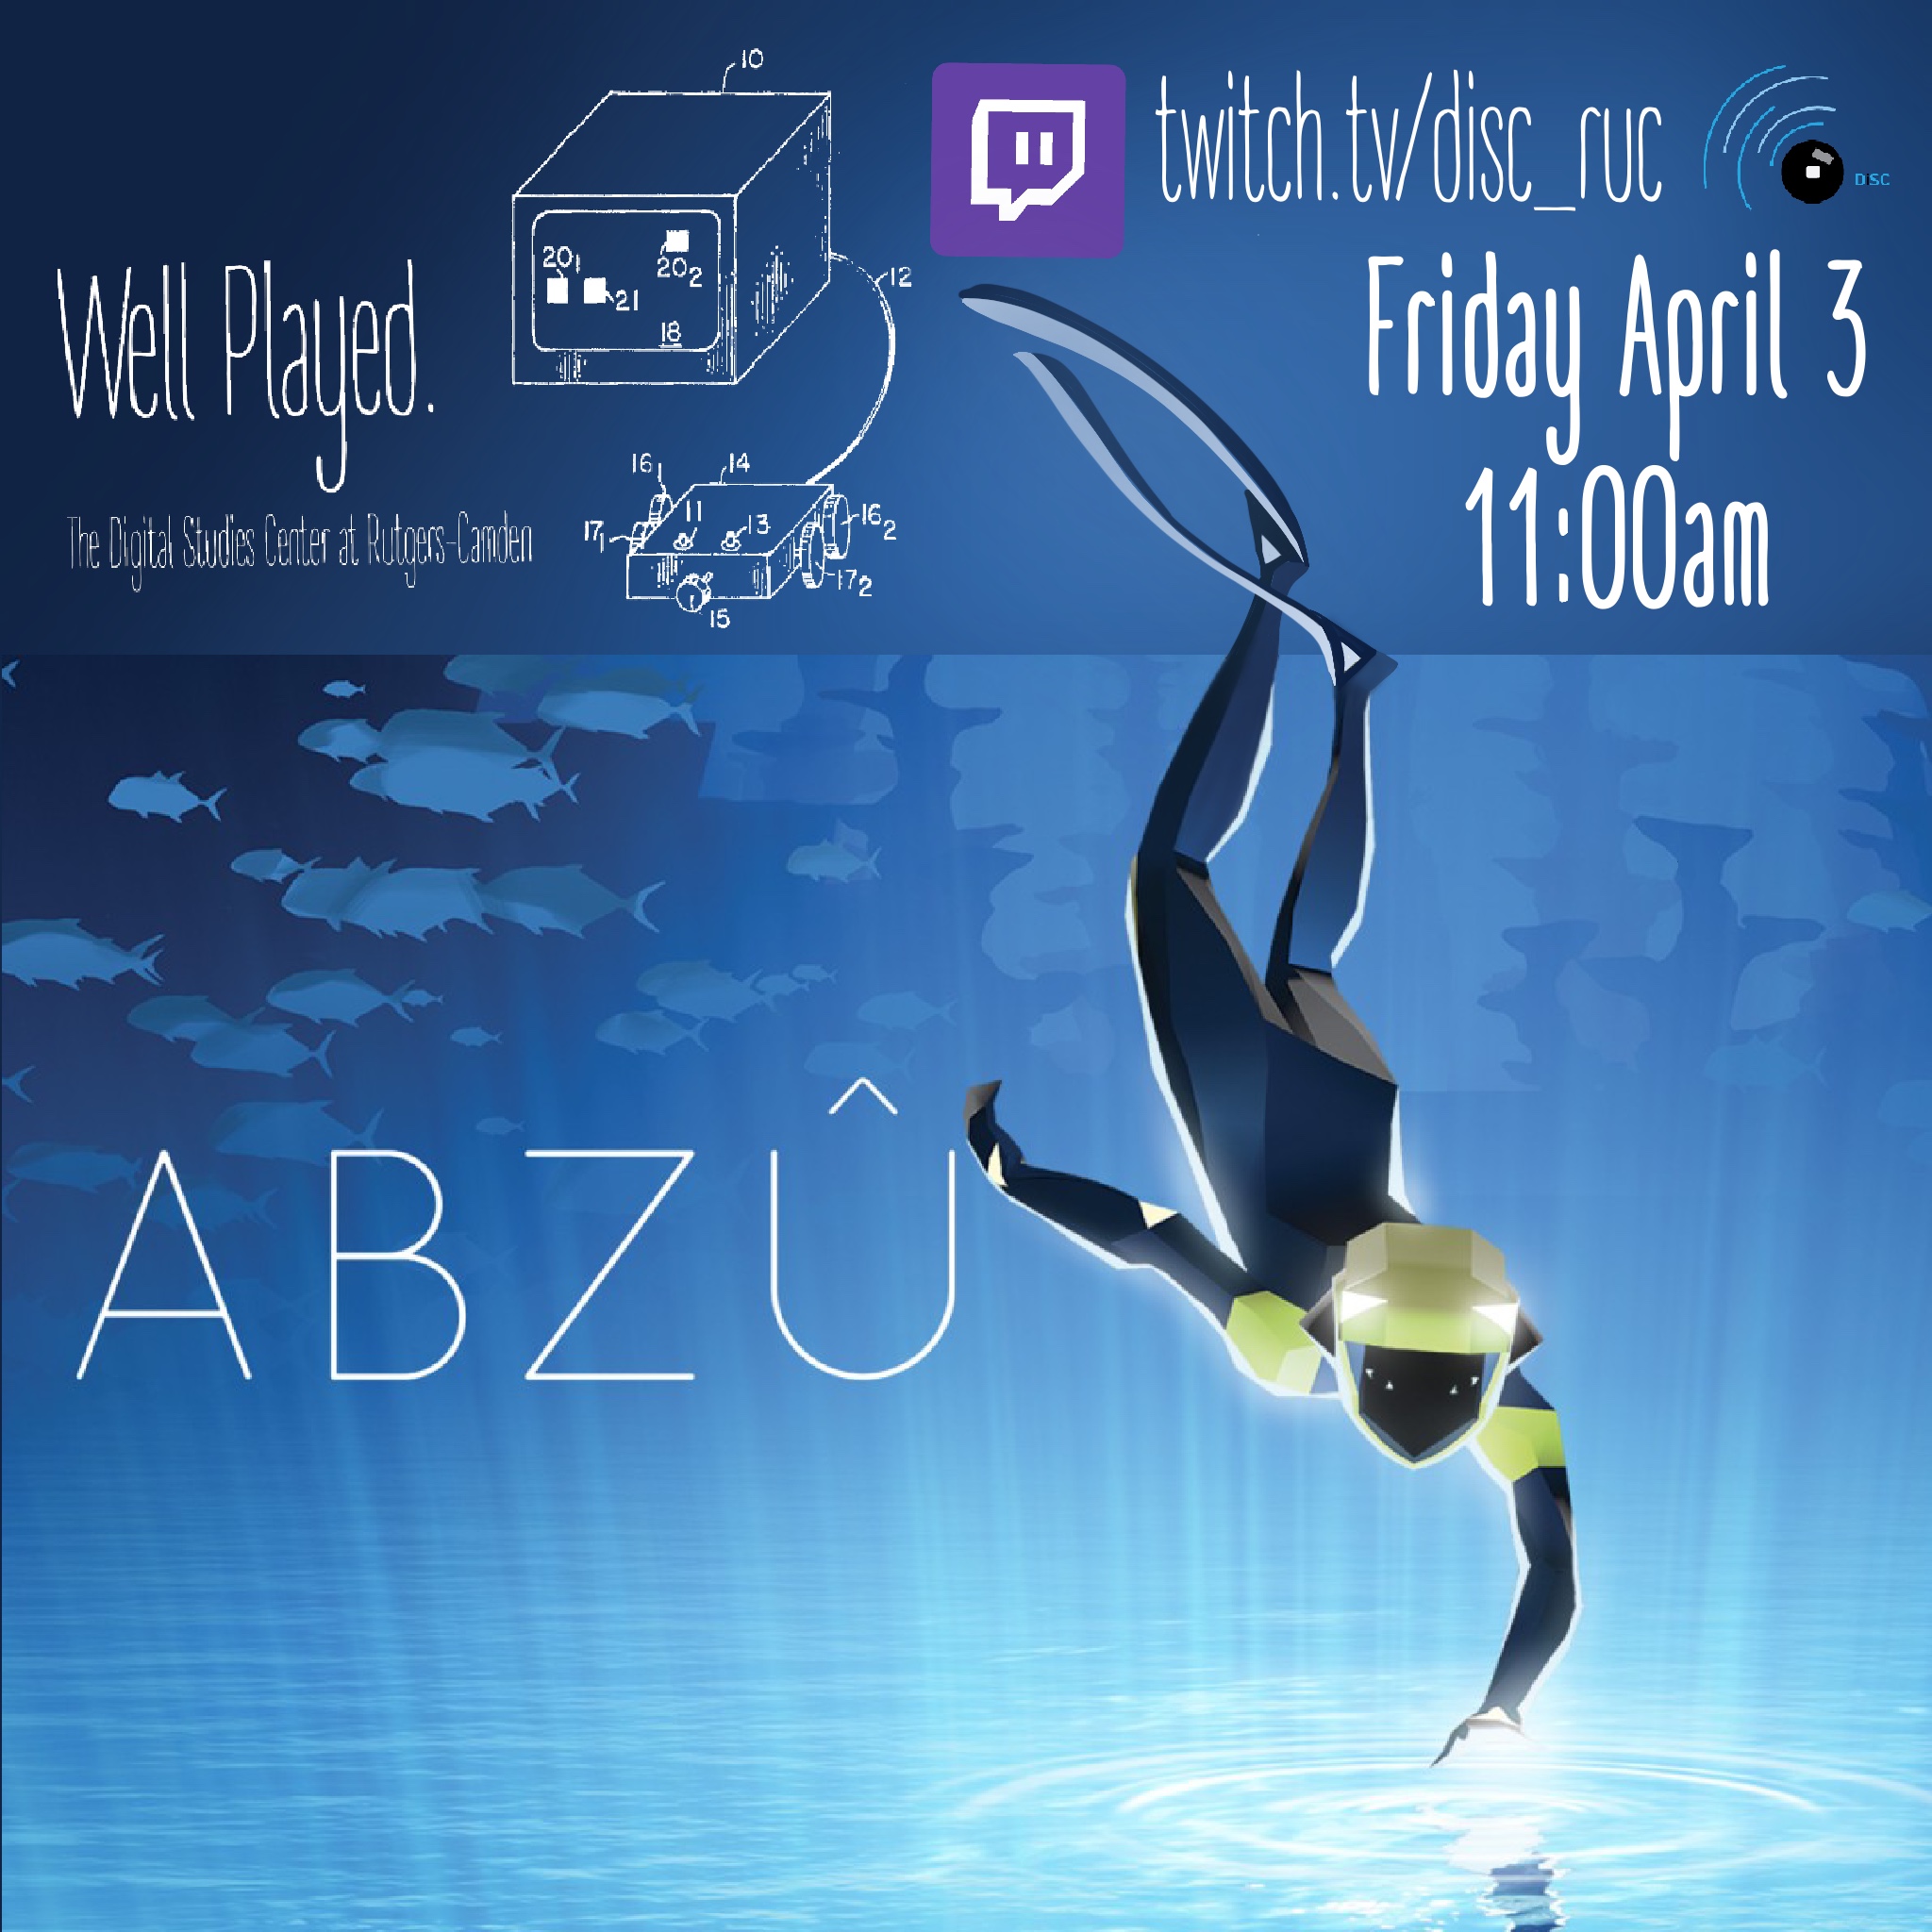 Well Played.
The Digital Studies Center at Rutgers-Camden
10
20₁
20₂
21
18
12
16₁
14
17₁
11
13
16₂
17₂
15
twitch.tv/disc_ruc
DISC
Friday April 3
11:00am
ABZÛ